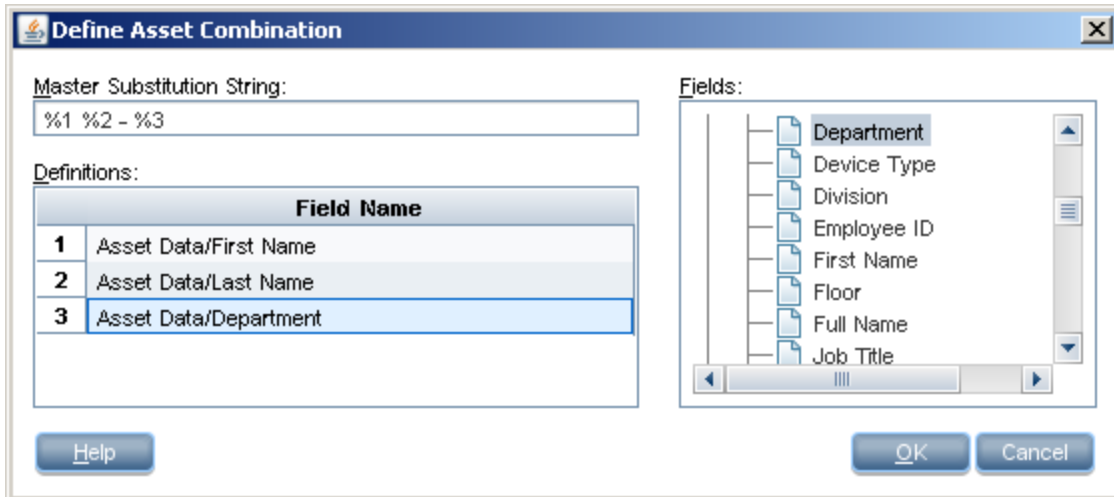 Define Asset Combination
Master Substitution String:
%1 %2 - %3
Definitions:
Field Name
1 Asset Data/First Name
2 Asset Data/Last Name
3 Asset Data/Department
Fields:
Department
Device Type
Division
Employee ID
First Name
Floor
Full Name
Job Title
Help
OK
Cancel